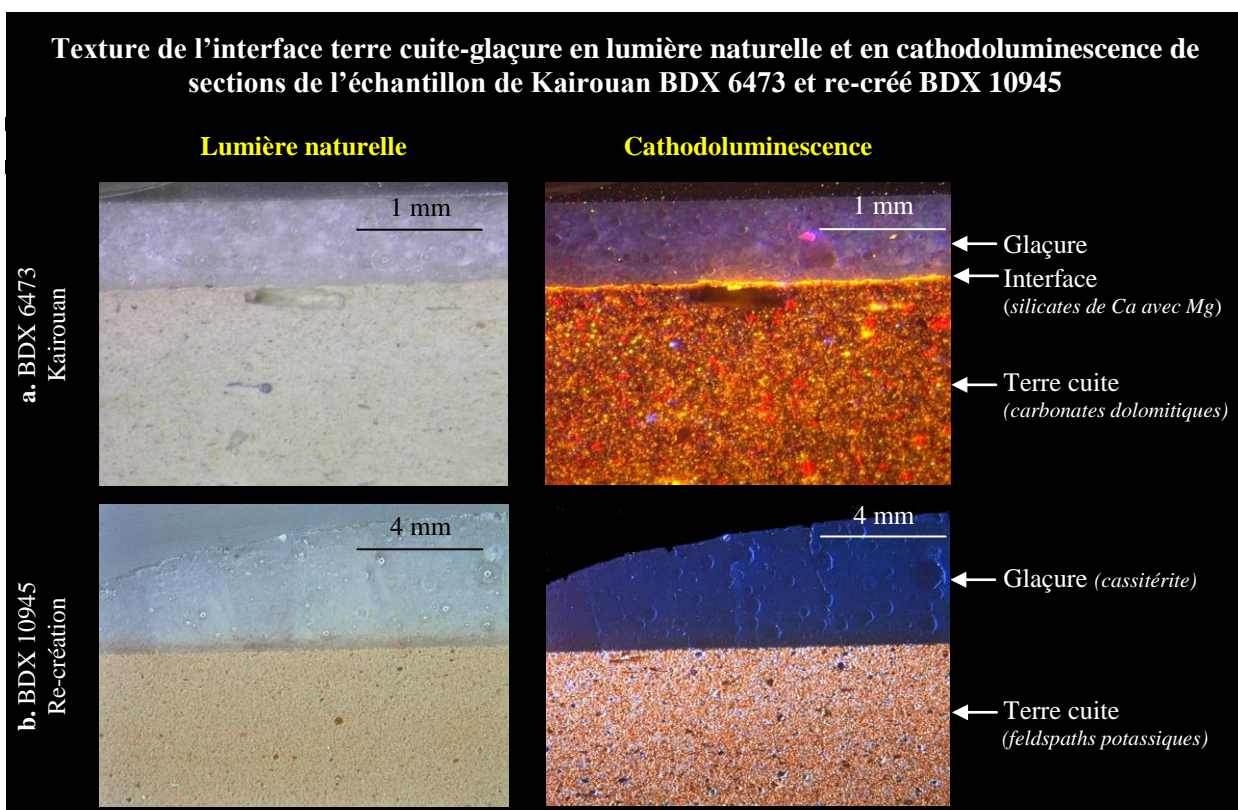 Texture de l’interface terre cuite-glaçure en lumière naturelle et en cathodoluminescence de
sections de l’échantillon de Kairouan BDX 6473 et re-créé BDX 10945
Lumière naturelle
Cathodoluminescence
a. BDX 6473
Kairouan
1 mm
1 mm
Glaçure
Interface
(silicates de Ca avec Mg)
Terre cuite
(carbonates dolomitiques)
b. BDX 10945
Re-création
4 mm
4 mm
Glaçure (cassitérite)
Terre cuite
(feldspaths potassiques)